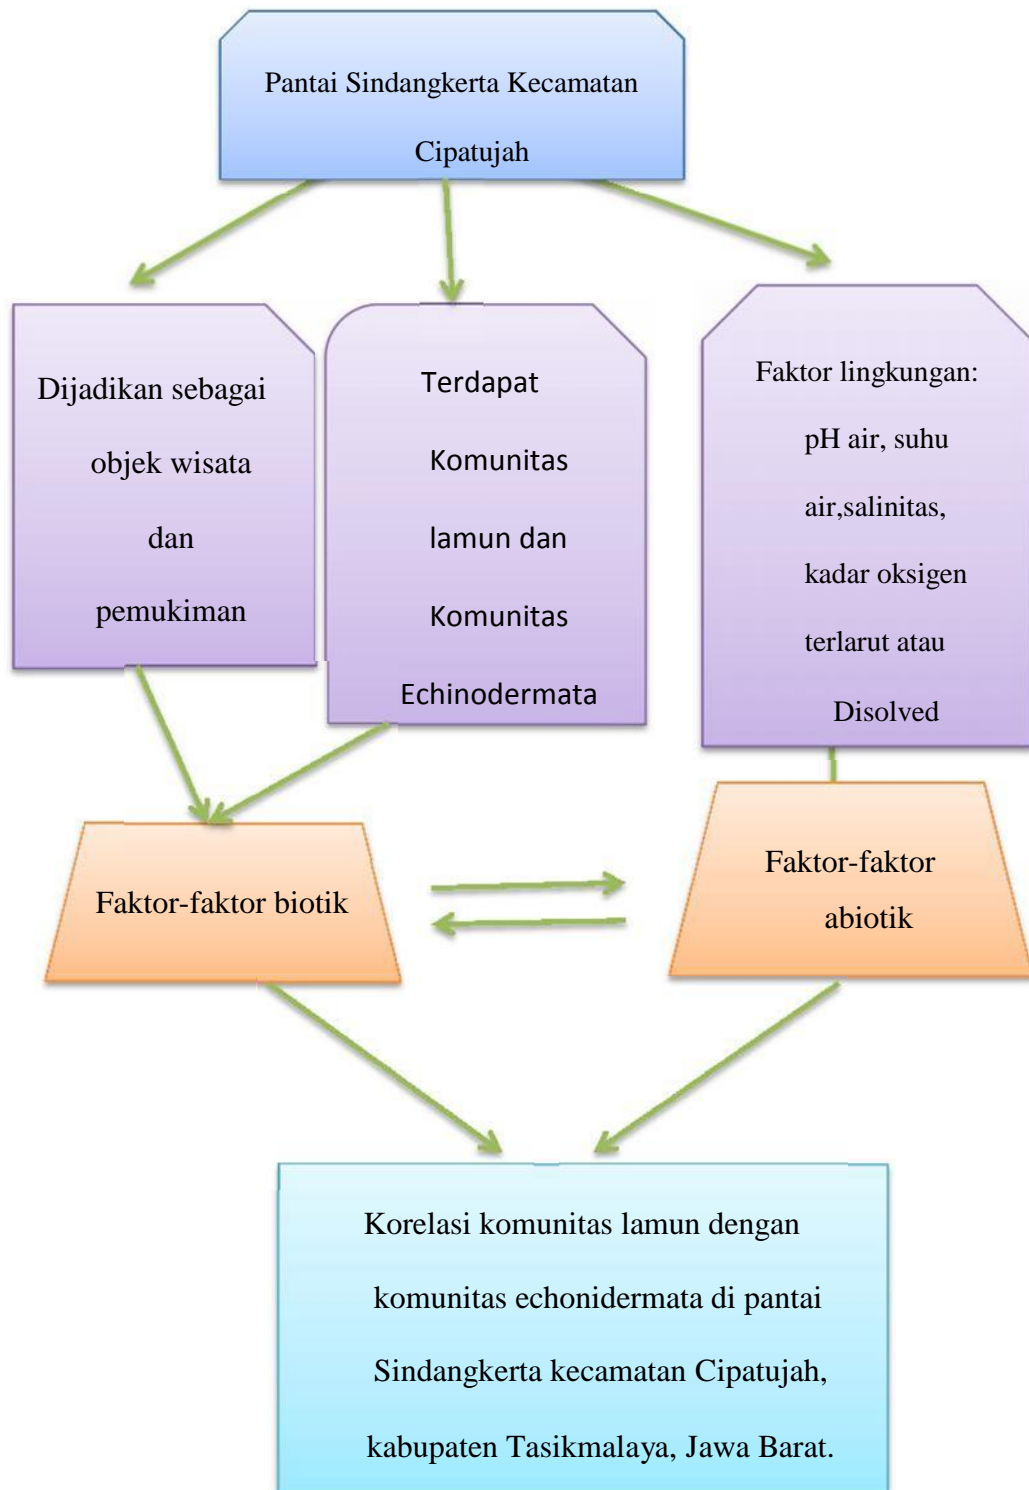 Pantai Sindangkerta Kecamatan
Cipatujah
Dijadikan sebagai
objek wisata
dan
pemukiman
Terdapat
Komunitas
lamun dan
Komunitas
Echinodermata
Faktor lingkungan:
pH air, suhu
air,salinitas,
kadar oksigen
terlarut atau
Disolved
Faktor-faktor biotik
Faktor-faktor
abiotik
Korelasi komunitas lamun dengan
komunitas echonidermata di pantai
Sindangkerta kecamatan Cipatujah,
kabupaten Tasikmalaya, Jawa Barat.